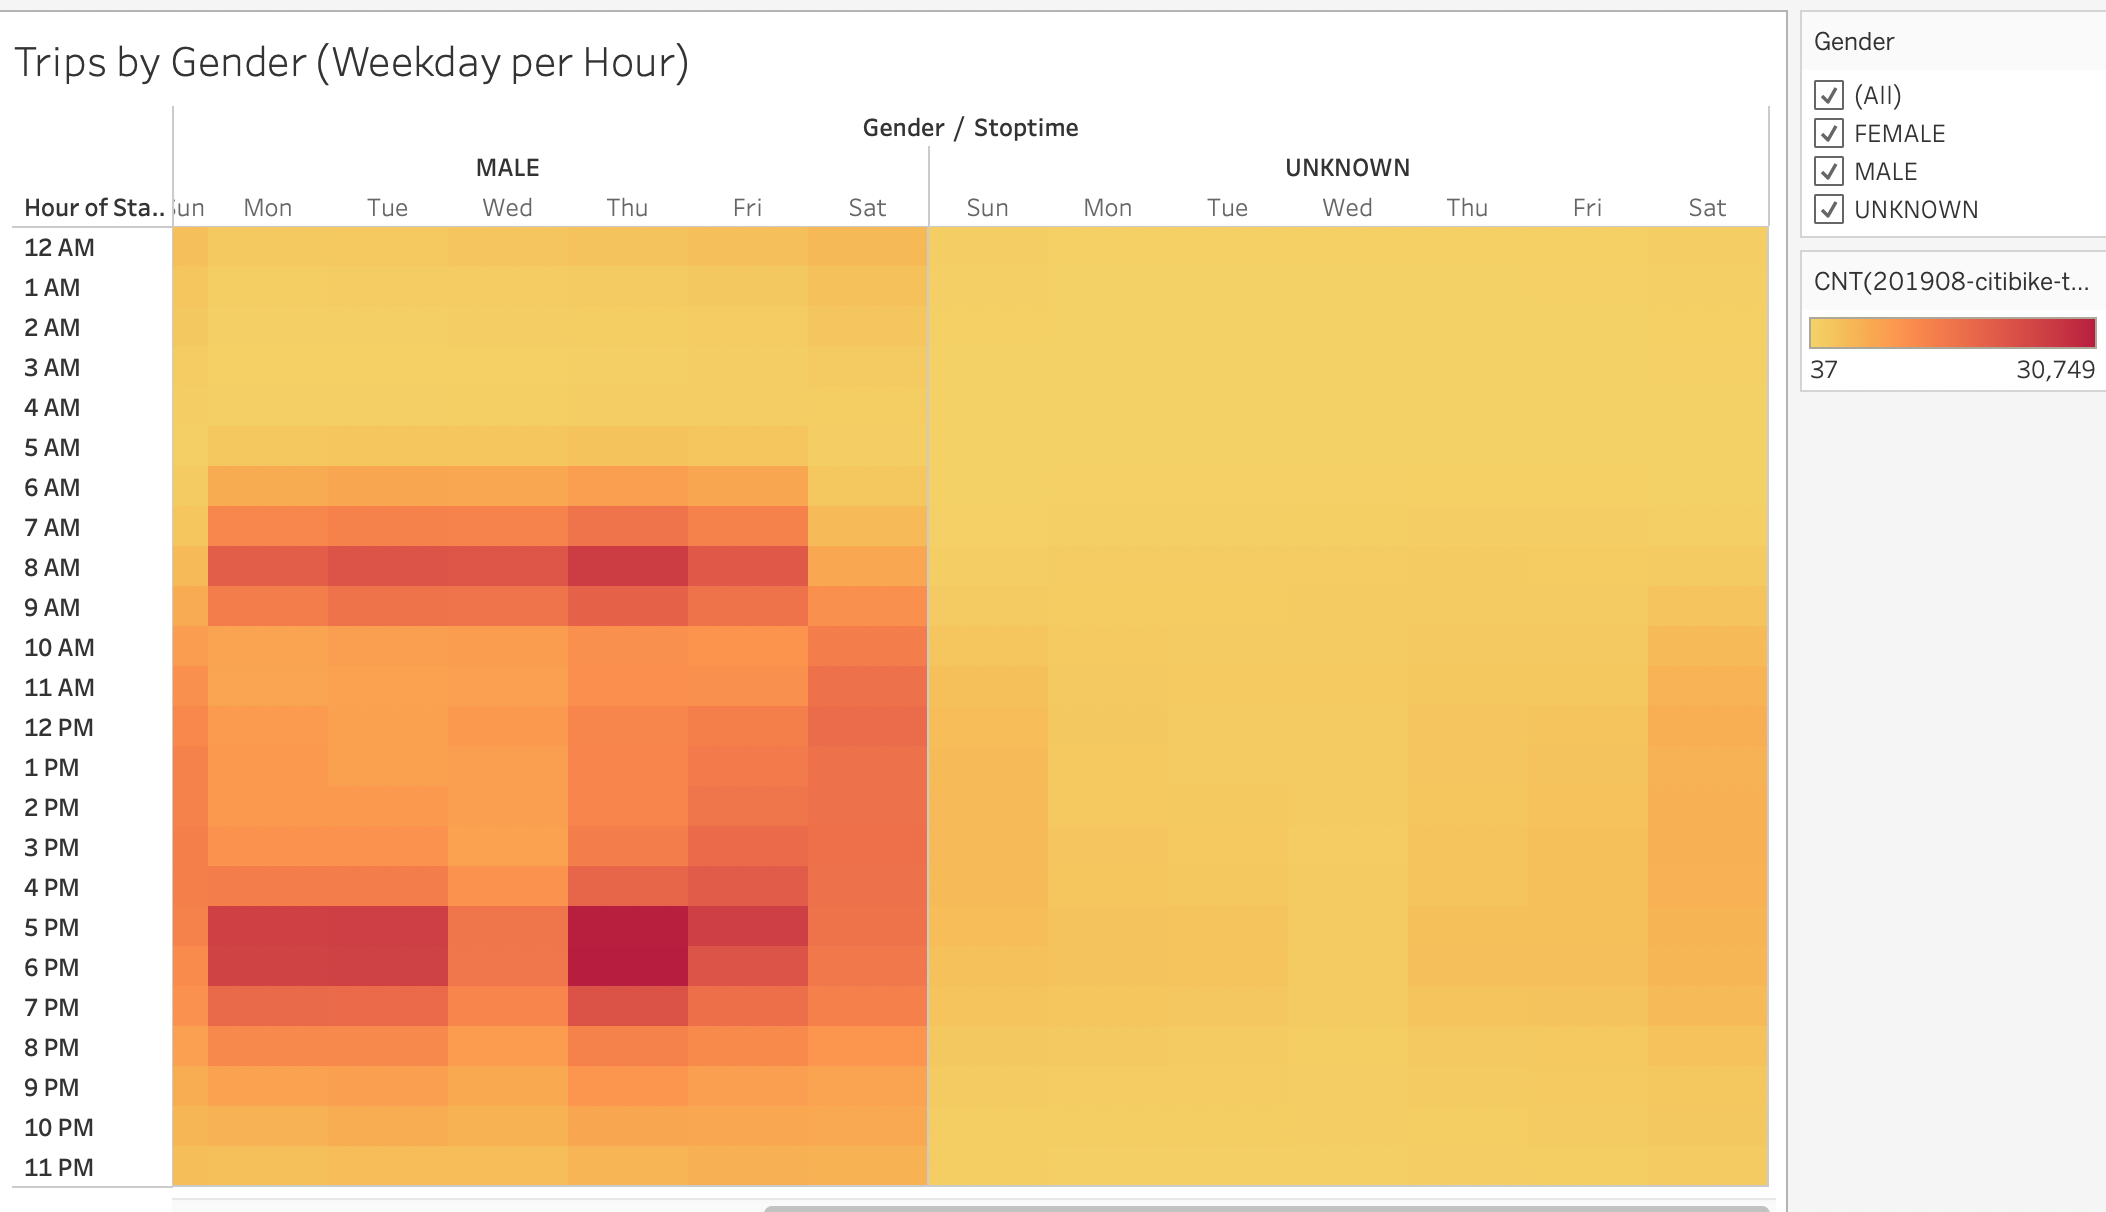 Trips by Gender (Weekday per Hour)
Gender / Stoptime
MALE UNKNOWN
Hour of Sta.. Mon Tue Wed Thu Fri Sat Sun Mon Tue Wed Thu Fri Sat
12 AM
1 AM
2 AM
3 AM
4 AM
5 AM
6 AM
7 AM
8 AM
9 AM
10 AM
11 AM
12 PM
1 PM
2 PM
3 PM
4 PM
5 PM
6 PM
7 PM
8 PM
9 PM
10 PM
11 PM
Gender
(All)
FEMALE
MALE
UNKNOWN
CNT(201908-citibike-t...
37 30,749